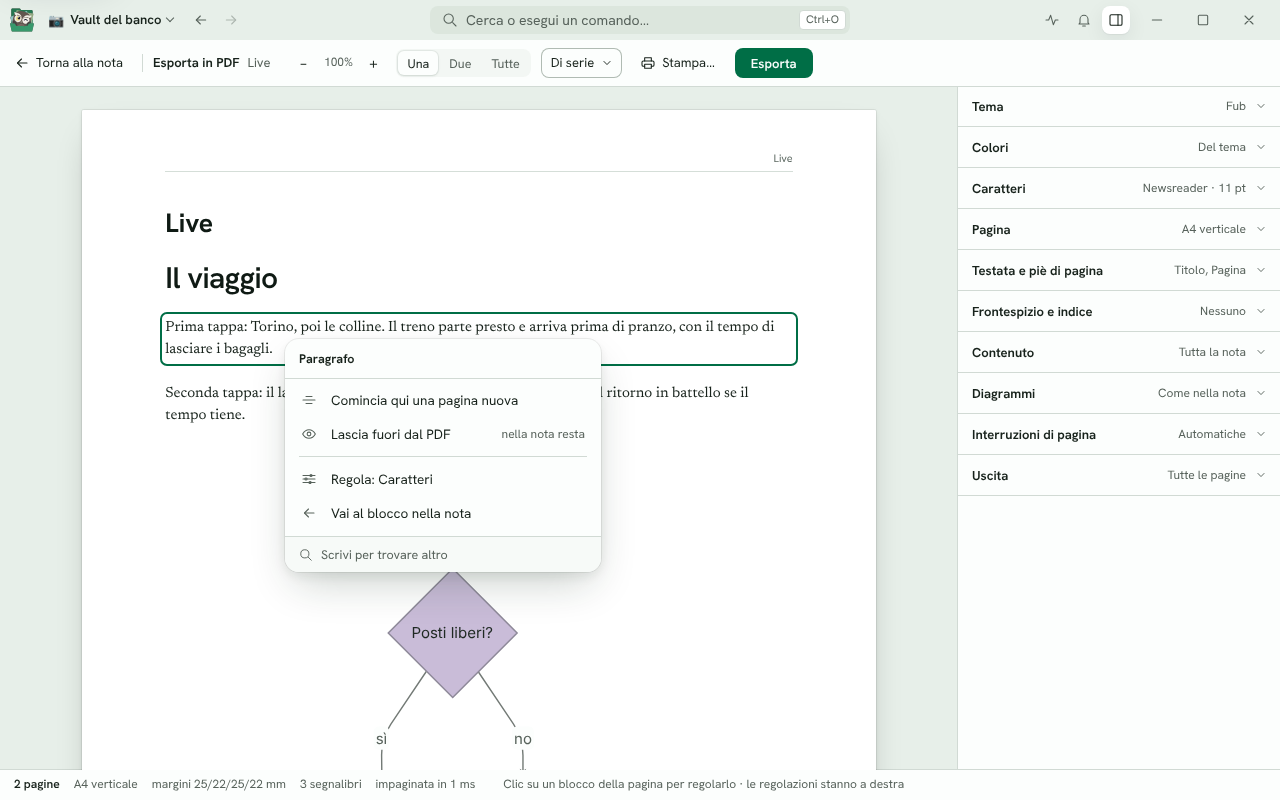 Vault del banco
Cerca o esegui un comando...
Ctrl+O
Torna alla nota
Esporta in PDF Live
− 100% +
Una Due Tutte
Di serie
Stampa...
Esporta
Live
Live
Il viaggio
Prima tappa: Torino, poi le colline. Il treno parte presto e arriva prima di pranzo, con il tempo di
lasciare i bagagli.
Seconda tappa: il la
l ritorno in battello se il
tempo tiene.
Paragrafo
Comincia qui una pagina nuova
Lascia fuori dal PDF nella nota resta
Regola: Caratteri
Vai al blocco nella nota
Scrivi per trovare altro
Posti liberi?
sì no
Tema Fub
Colori Del tema
Caratteri Newsreader · 11 pt
Pagina A4 verticale
Testata e piè di pagina Titolo, Pagina
Frontespizio e indice Nessuno
Contenuto Tutta la nota
Diagrammi Come nella nota
Interruzioni di pagina Automatiche
Uscita Tutte le pagine
2 pagine A4 verticale margini 25/22/25/22 mm 3 segnalibri impaginata in 1 ms Clic su un blocco della pagina per regolarlo · le regolazioni stanno a destra